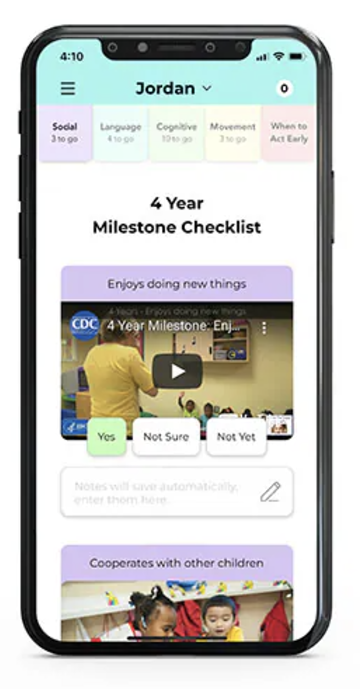 4:10
Jordan
0
Social
Language
Cognitive
Movement
When to
Act Early
3 to go
4 to go
10 to go
3 to go
4 Year
Milestone Checklist
Enjoys doing new things
4 Years - Enjoys doing new things
CDC
4 Year Milestone: Enj...
Yes
Not Sure
Not Yet
Notes will save automatically,
enter them here.
Cooperates with other children